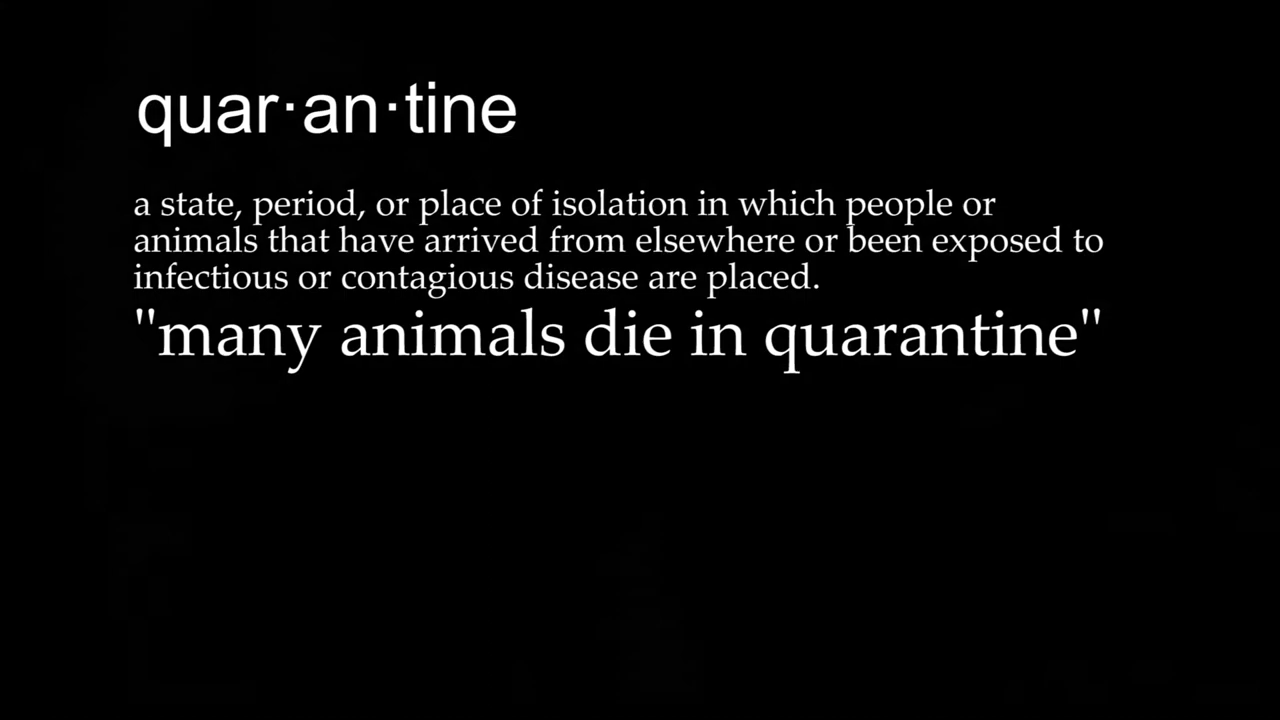 quar·an·tine
a state, period, or place of isolation in which people or
animals that have arrived from elsewhere or been exposed to
infectious or contagious disease are placed.
"many animals die in quarantine"